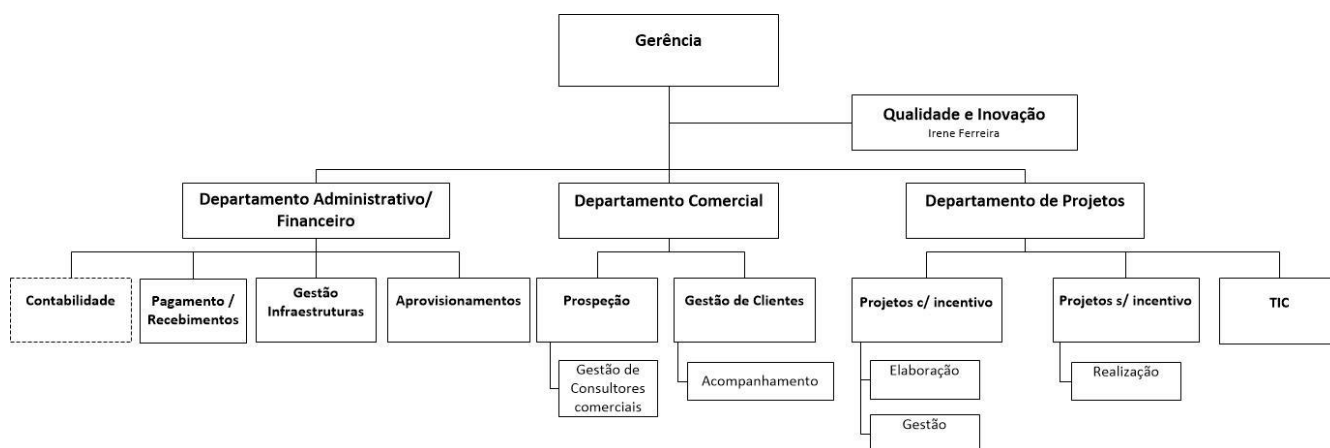 Gerência
Qualidade e Inovação
Irene Ferreira
Departamento Administrativo/
Financeiro
Departamento Comercial
Departamento de Projetos
Contabilidade
Pagamento /
Recebimentos
Gestão
Infraestruturas
Aprovisionamentos
Prospeção
Gestão de Clientes
Projetos c/ incentivo
Projetos s/ incentivo
TIC
Gestão de
Consultores
comerciais
Acompanhamento
Elaboração
Realização
Gestão